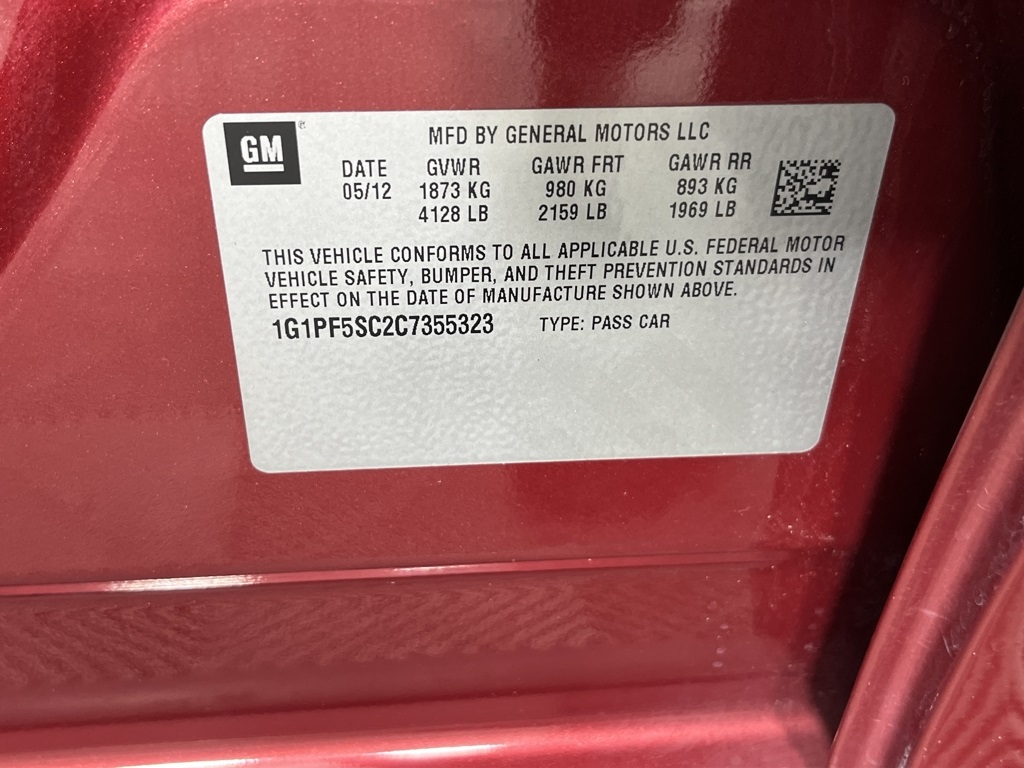 GM
MFD BY GENERAL MOTORS LLC
DATE GVWR GAWR FRT GAWR RR
05/12 1873 KG 980 KG 893 KG
4128 LB 2159 LB 1969 LB
THIS VEHICLE CONFORMS TO ALL APPLICABLE U.S. FEDERAL MOTOR
VEHICLE SAFETY, BUMPER, AND THEFT PREVENTION STANDARDS IN
EFFECT ON THE DATE OF MANUFACTURE SHOWN ABOVE.
1G1PF5SC2C7355323 TYPE: PASS CAR